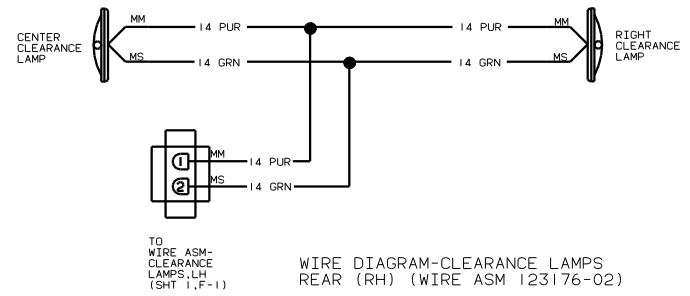 MM
14 PUR
14 PUR
MM
CENTER
CLEARANCE
LAMP
RIGHT
CLEARANCE
LAMP
MS
14 GRN
14 GRN
MS
MM
1
14 PUR
MS
2
14 GRN
TO
WIRE ASM-
CLEARANCE
LAMPS,LH
(SHT 1,F-1)
WIRE DIAGRAM-CLEARANCE LAMPS
REAR (RH) (WIRE ASM 123176-02)